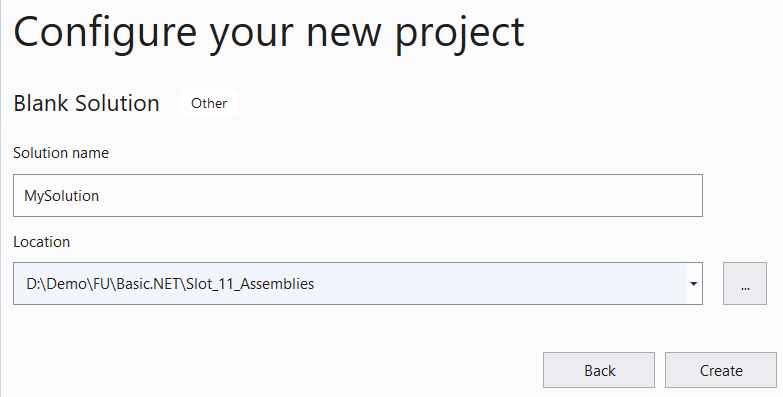 Configure your new project
Blank Solution Other
Solution name
MySolution
Location
D:\Demo\FU\Basic.NET\Slot_11_Assemblies ...
Back Create